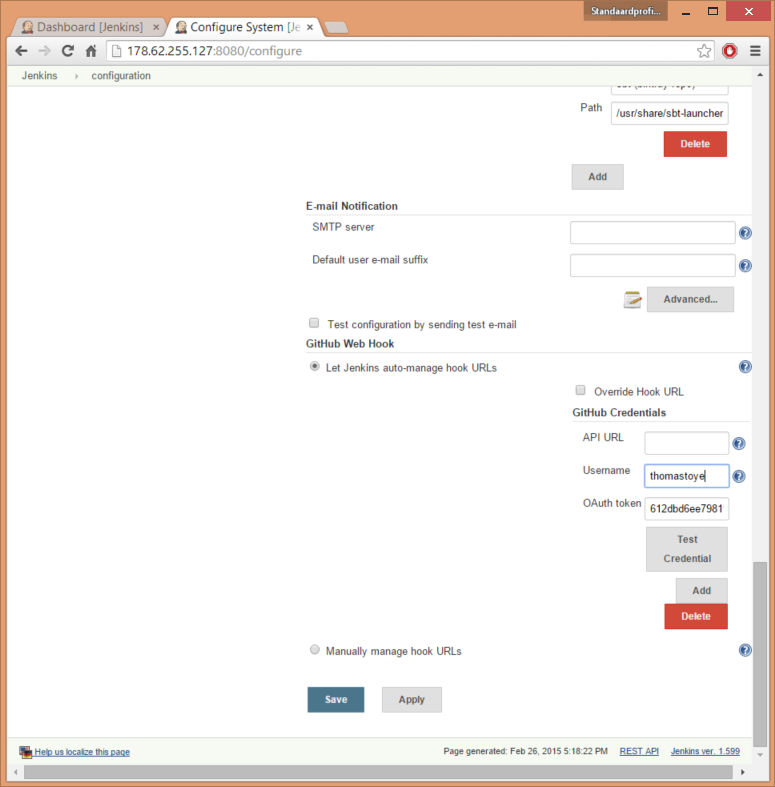 Standaardprofi...
Dashboard [Jenkins]
Configure System [Je
178.62.255.127:8080/configure
Jenkins
configuration
Path
/usr/share/sbt-launcher
Delete
Add
E-mail Notification
SMTP server
Default user e-mail suffix
Advanced...
Test configuration by sending test e-mail
GitHub Web Hook
Let Jenkins auto-manage hook URLs
Override Hook URL
GitHub Credentials
API URL
Username
thomastoye
OAuth token
612dbd6ee7981
Test
Credential
Add
Delete
Manually manage hook URLs
Save
Apply
Help us localize this page
Page generated: Feb 26, 2015 5:18:22 PM
REST API
Jenkins ver. 1.599